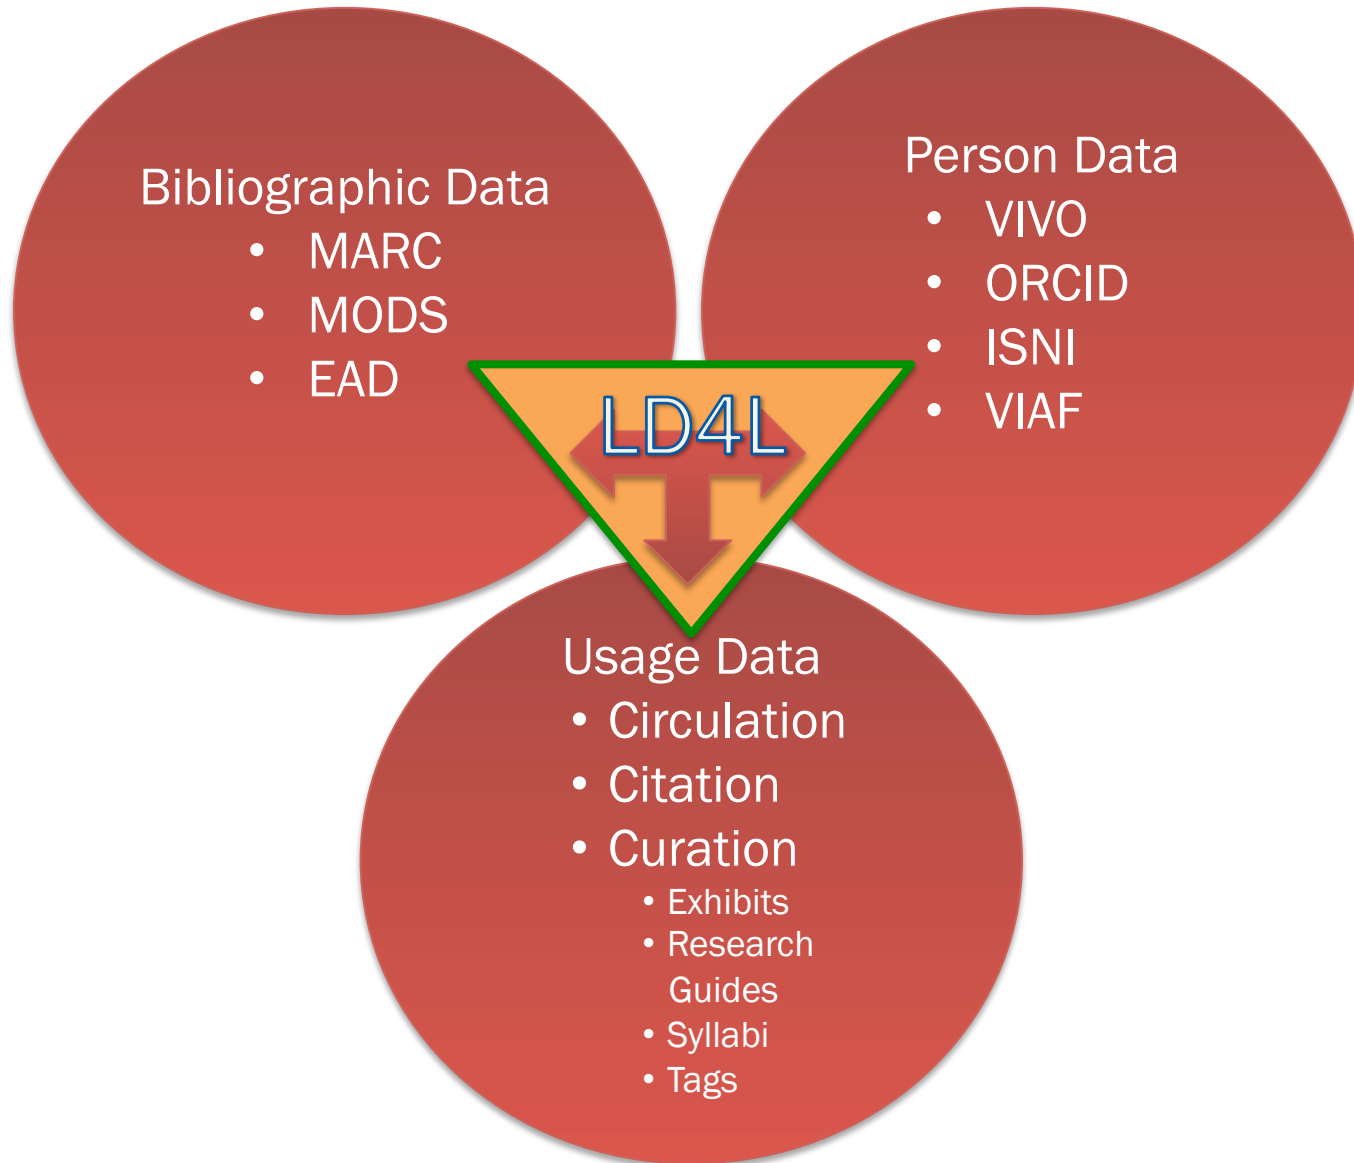 Bibliographic Data
• MARC
• MODS
• EAD
Person Data
• VIVO
• ORCID
• ISNI
• VIAF
LD4L
Usage Data
• Circulation
• Citation
• Curation
• Exhibits
• Research
Guides
• Syllabi
• Tags